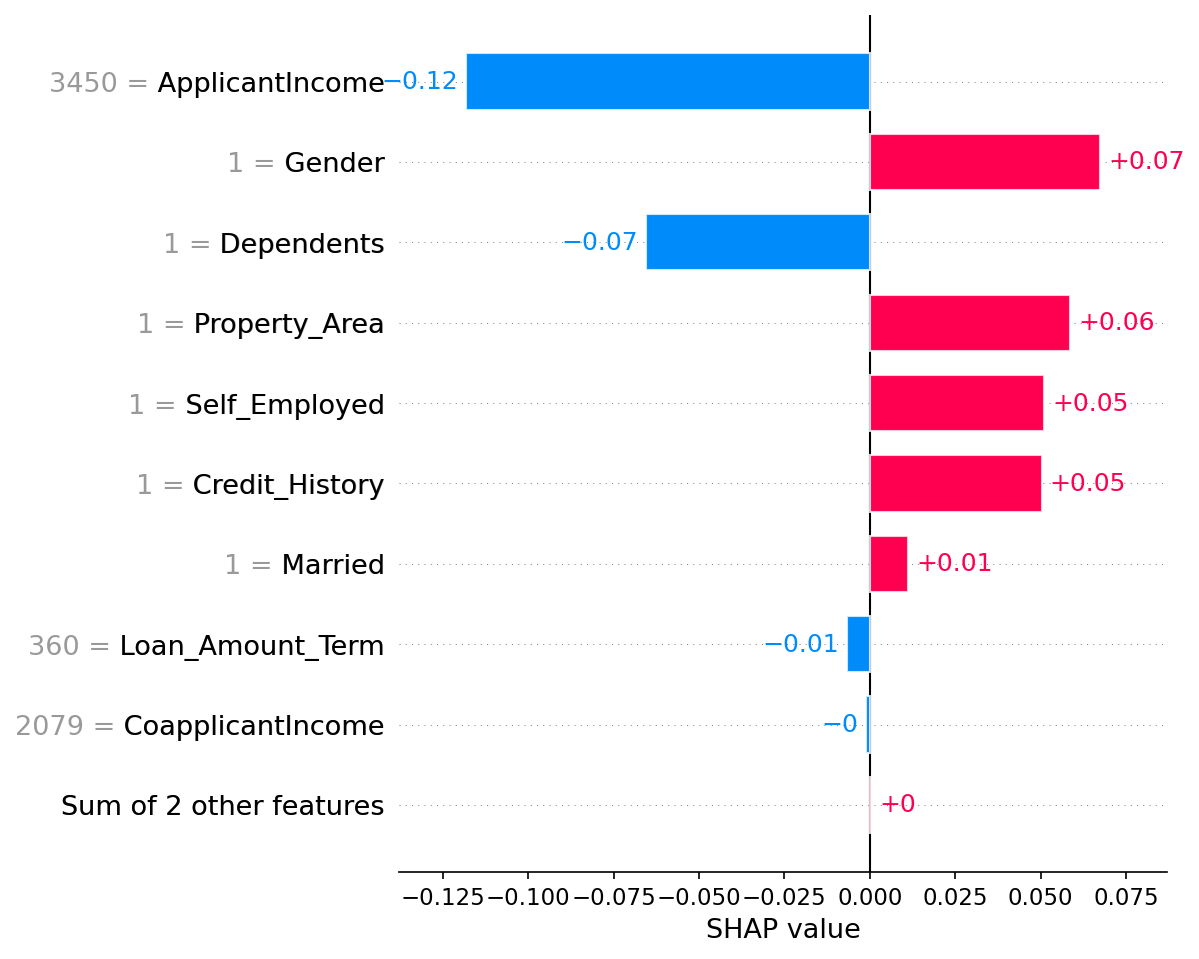 3450 = ApplicantIncome −0.12
1 = Gender +0.07
1 = Dependents −0.07
1 = Property_Area +0.06
1 = Self_Employed +0.05
1 = Credit_History +0.05
1 = Married +0.01
360 = Loan_Amount_Term −0.01
2079 = CoapplicantIncome −0
Sum of 2 other features +0
−0.125 −0.100 −0.075 −0.050 −0.025 0.000 0.025 0.050 0.075
SHAP value